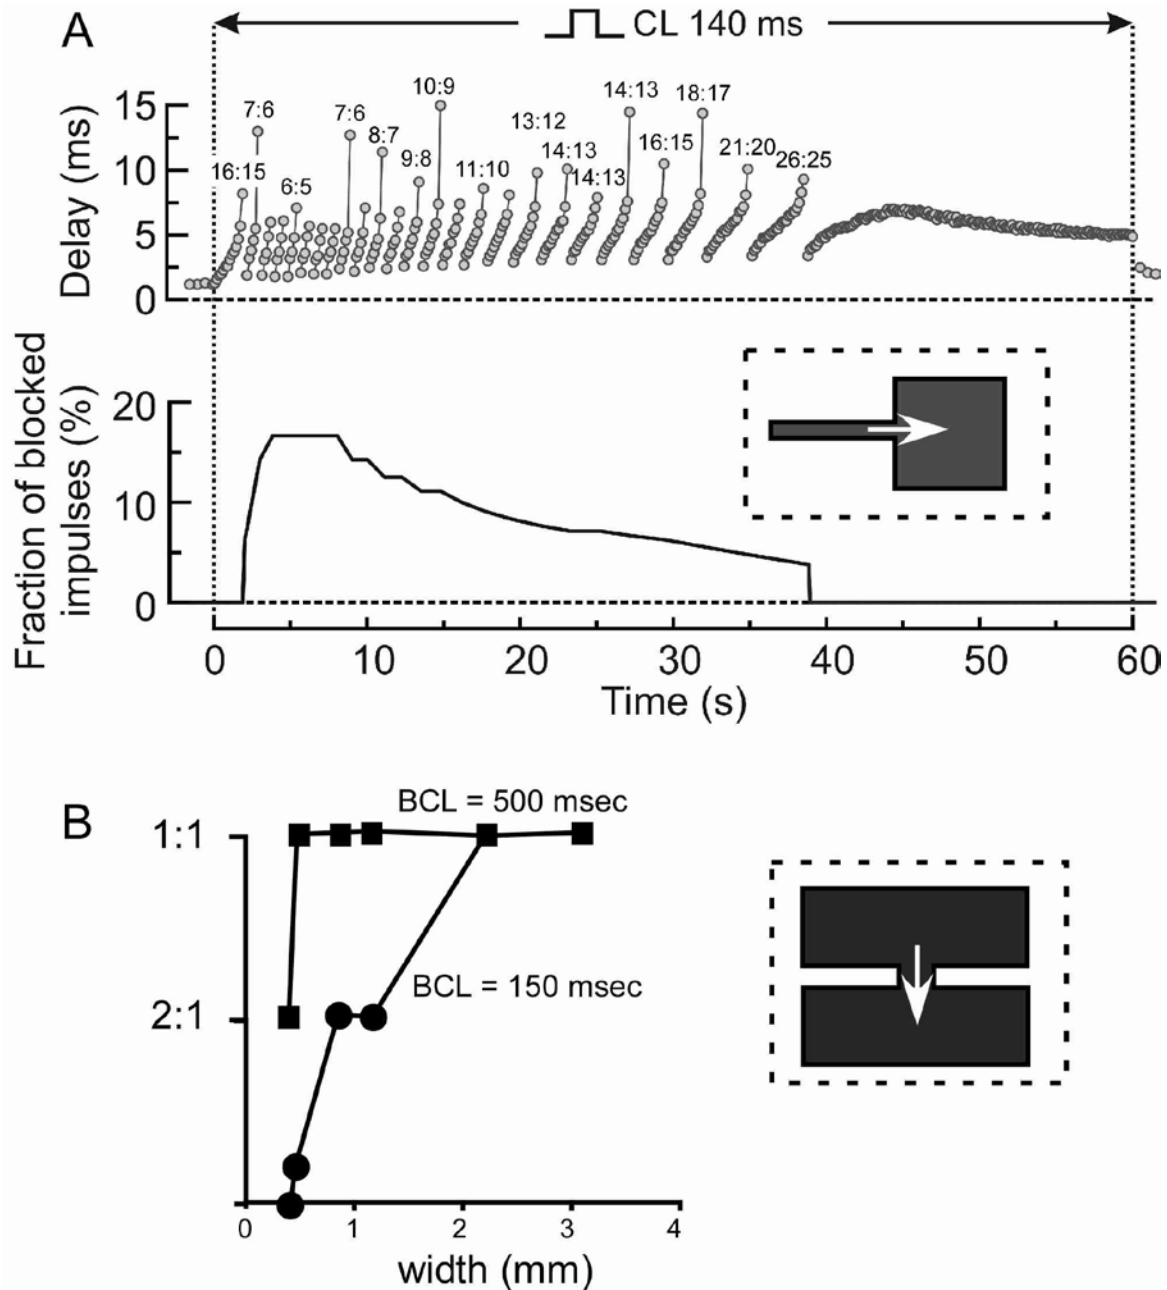 A
CL 140 ms
Delay (ms)
15
10
5
0
16:15
7:6
6:5
7:6
8:7
9:8
10:9
11:10
13:12
14:13
14:13
14:13
16:15
18:17
21:20
26:25
Fraction of blocked
impulses (%)
20
10
0
0 10 20 30 40 50 60
Time (s)
B
BCL = 500 msec
1:1
BCL = 150 msec
2:1
0 1 2 3 4
width (mm)